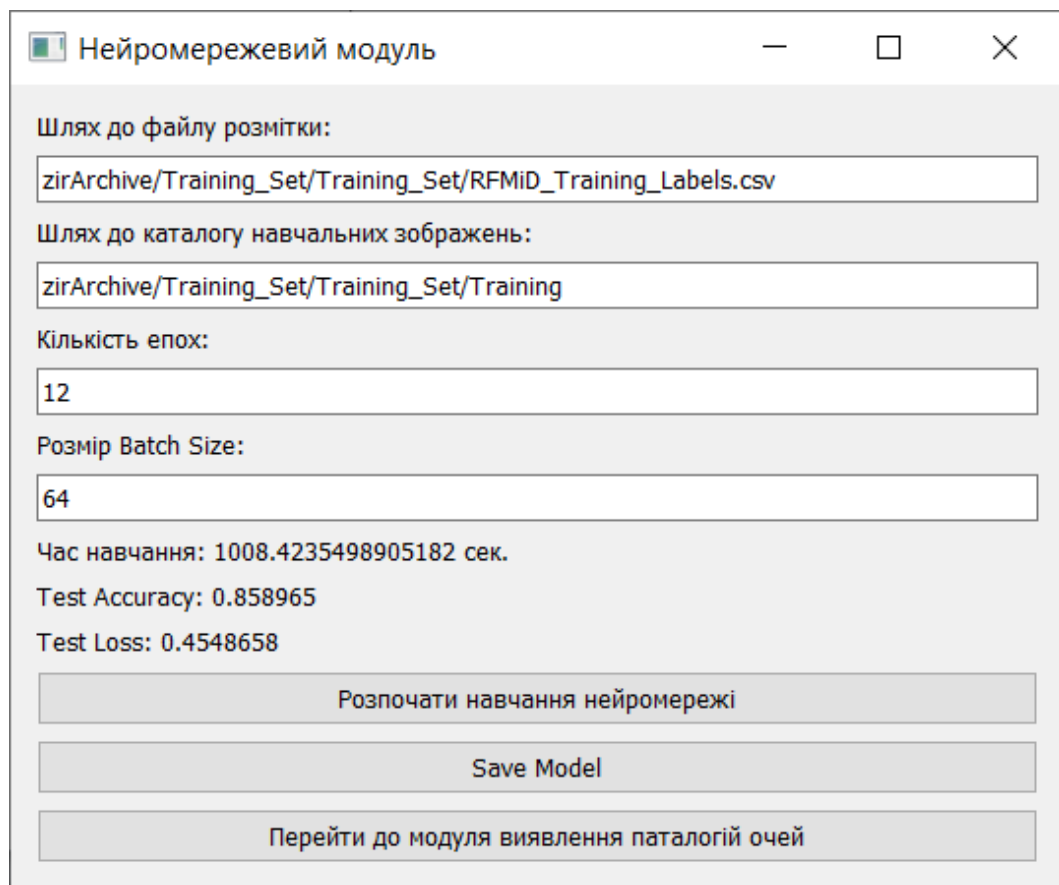 Нейромережевий модуль
Шлях до файлу розмітки:
zirArchive/Training_Set/Training_Set/RFMiD_Training_Labels.csv
Шлях до каталогу навчальних зображень:
zirArchive/Training_Set/Training_Set/Training
Кількість епох:
12
Розмір Batch Size:
64
Час навчання: 1008.4235498905182 сек.
Test Accuracy: 0.858965
Test Loss: 0.4548658
Розпочати навчання нейромережі
Save Model
Перейти до модуля виявлення паталогій очей